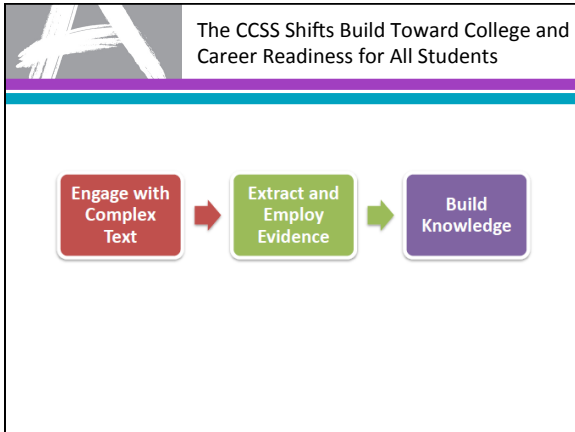 The CCSS Shifts Build Toward College and
Career Readiness for All Students
Engage with
Complex
Text
Extract and
Employ
Evidence
Build
Knowledge